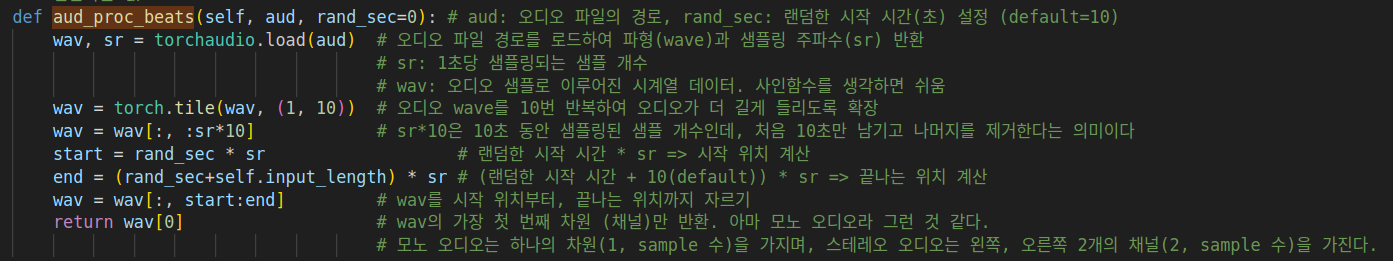 def aud_proc_beats(self, aud, rand_sec=0): # aud: 오디오 파일의 경로, rand_sec: 랜덤한 시작 시간(초) 설정 (default=10)
wav, sr = torchaudio.load(aud) # 오디오 파일 경로를 로드하여 파형(wave)과 샘플링 주파수(sr) 반환
# sr: 1초당 샘플링되는 샘플 개수
# wav: 오디오 샘플로 이루어진 시계열 데이터. 사인함수를 생각하면 쉬움
wav = torch.tile(wav, (1, 10)) # 오디오 wave를 10번 반복하여 오디오가 더 길게 들리도록 확장
wav = wav[:, :sr*10] # sr*10은 10초 동안 샘플링된 샘플 개수인데, 처음 10초만 남기고 나머지를 제거한다는 의미이다
start = rand_sec * sr # 랜덤한 시작 시간 * sr => 시작 위치 계산
end = (rand_sec+self.input_length) * sr # (랜덤한 시작 시간 + 10(default)) * sr => 끝나는 위치 계산
wav = wav[:, start:end] # wav를 시작 위치부터, 끝나는 위치까지 자르기
return wav[0] # wav의 가장 첫 번째 차원 (채널)만 반환. 아마 모노 오디오라 그런 것 같다.
# 모노 오디오는 하나의 차원(1, sample 수)을 가지며, 스테레오 오디오는 왼쪽, 오른쪽 2개의 채널(2, sample 수)을 가진다.